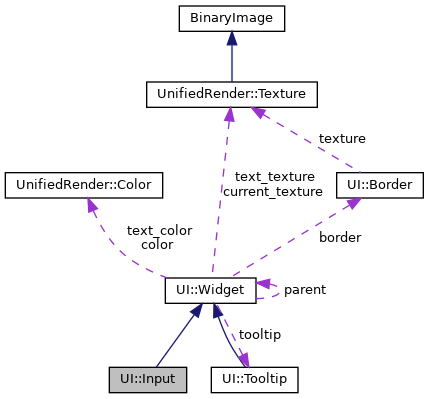 BinaryImage
UnifiedRender::Texture
texture
text_texture
current_texture
UnifiedRender::Color
UI::Border
text_color
color
border
UI::Widget
parent
tooltip
UI::Input
UI::Tooltip